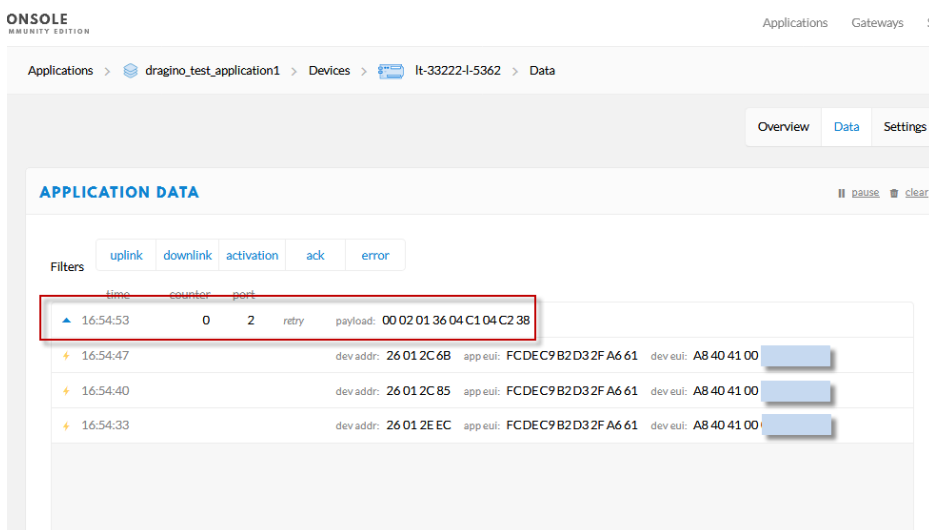 ONSOLE
MMUNITY EDITION
Applications Gateways
Applications > dragino_test_application1 > Devices > lt-33222-l-5362 > Data
Overview Data Settings
APPLICATION DATA
pause clear
Filters uplink downlink activation ack error
time counter port
16:54:53 0 2 retry payload: 00 02 01 36 04 C1 04 C2 38
16:54:47 dev addr: 26 01 2C 6B app eui: FC DE C9 B2 D3 2F A6 61 dev eui: A8 40 41 00
16:54:40 dev addr: 26 01 2C 85 app eui: FC DE C9 B2 D3 2F A6 61 dev eui: A8 40 41 00
16:54:33 dev addr: 26 01 2E EC app eui: FC DE C9 B2 D3 2F A6 61 dev eui: A8 40 41 00